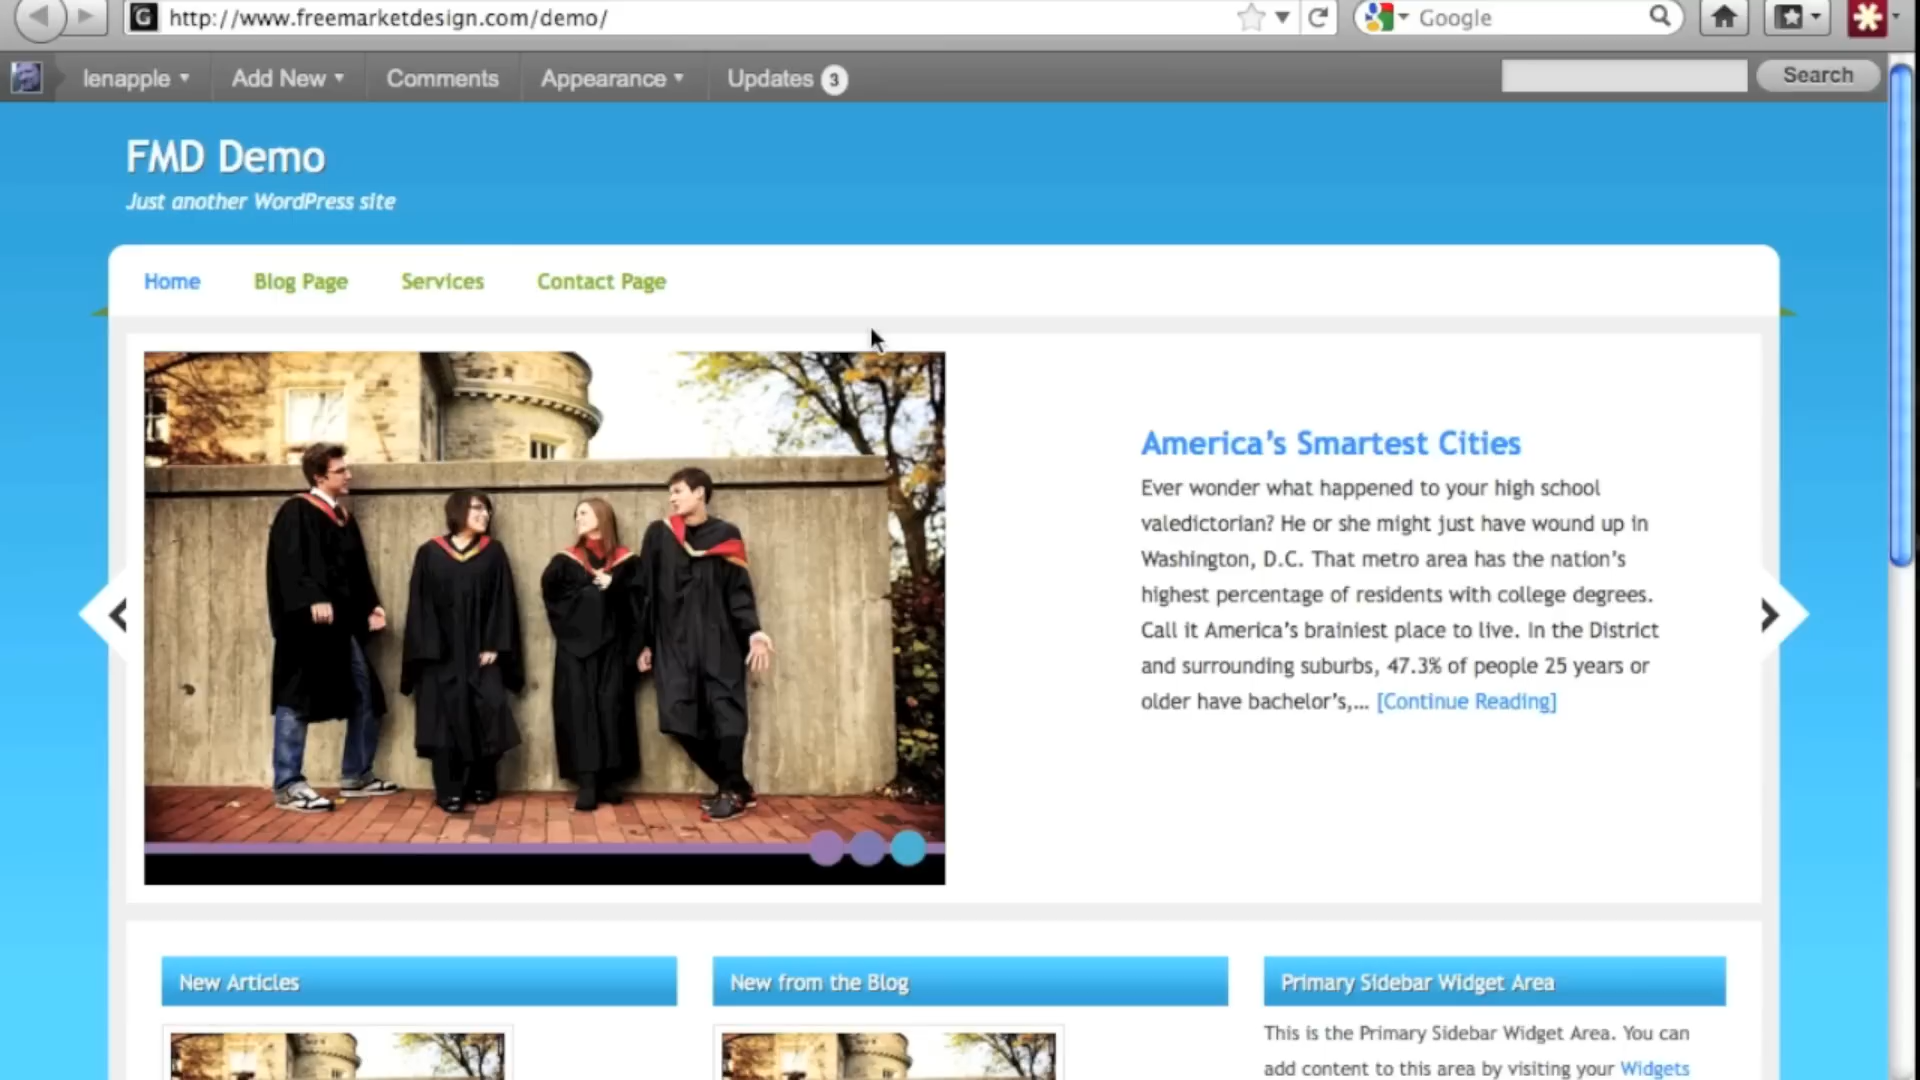 http://www.freemarketdesign.com/demo/
Google
lenapple
Add New
Comments
Appearance
Updates 3
Search
FMD Demo
Just another WordPress site
Home
Blog Page
Services
Contact Page
America's Smartest Cities
Ever wonder what happened to your high school
valedictorian? He or she might just have wound up in
Washington, D.C. That metro area has the nation's
highest percentage of residents with college degrees.
Call it America's brainiest place to live. In the District
and surrounding suburbs, 47.3% of people 25 years or
older have bachelor's,... [Continue Reading]
New Articles
New from the Blog
Primary Sidebar Widget Area
This is the Primary Sidebar Widget Area. You can
add content to this area by visiting your Widgets